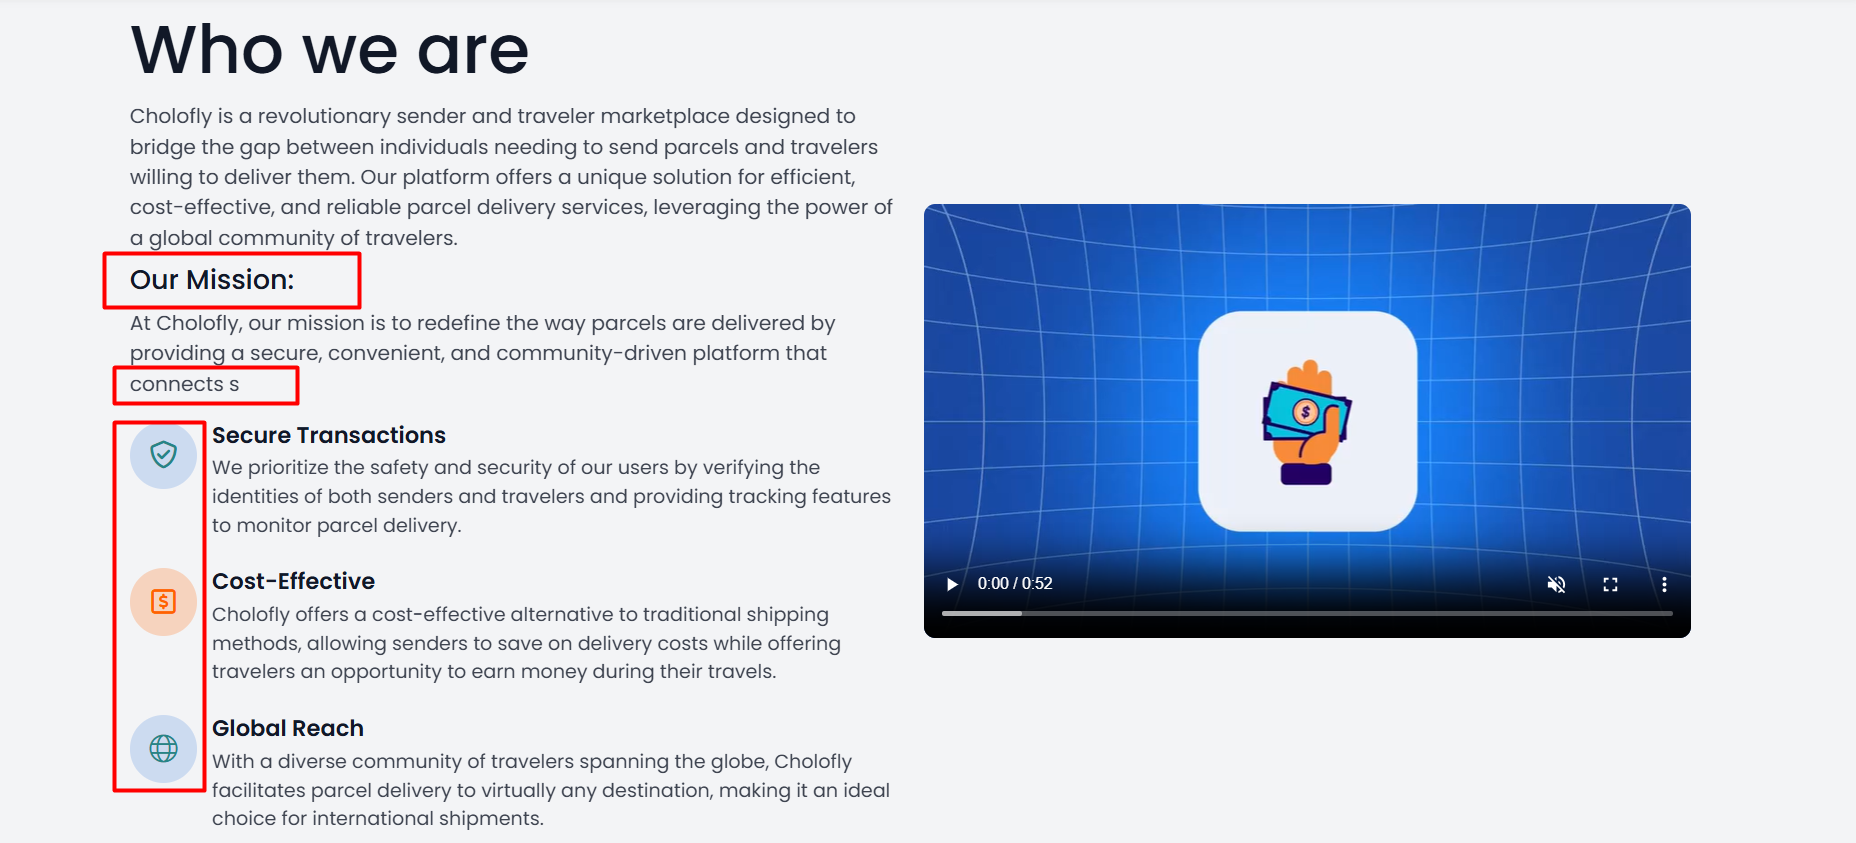 Who we are
Cholofly is a revolutionary sender and traveler marketplace designed to
bridge the gap between individuals needing to send parcels and travelers
willing to deliver them. Our platform offers a unique solution for efficient,
cost-effective, and reliable parcel delivery services, leveraging the power of
a global community of travelers.
Our Mission:
At Cholofly, our mission is to redefine the way parcels are delivered by
providing a secure, convenient, and community-driven platform that
connects s
Secure Transactions
We prioritize the safety and security of our users by verifying the
identities of both senders and travelers and providing tracking features
to monitor parcel delivery.
$
Cost-Effective
Cholofly offers a cost-effective alternative to traditional shipping
methods, allowing senders to save on delivery costs while offering
travelers an opportunity to earn money during their travels.
Global Reach
With a diverse community of travelers spanning the globe, Cholofly
facilitates parcel delivery to virtually any destination, making it an ideal
choice for international shipments.
$
0:00 / 0:52